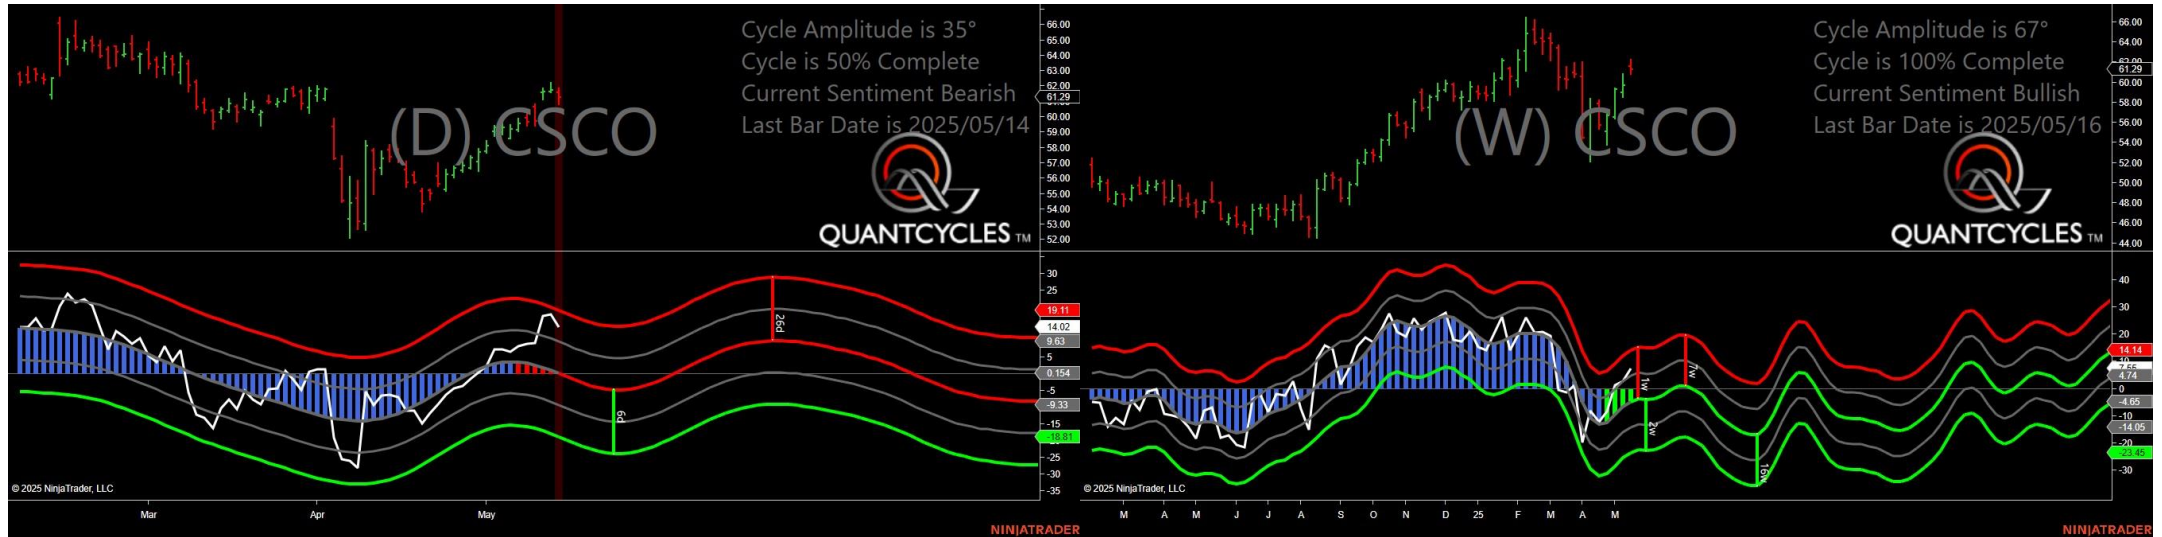 Cycle Amplitude is 35°
Cycle is 50% Complete
Current Sentiment Bearish
Last Bar Date is 2025/05/14
(D) CSCO
QUANTCYCLES TM
66.00
65.00
64.00
63.00
62.00
61.29
60.00
59.00
58.00
57.00
56.00
55.00
54.00
53.00
52.00
30
25
19.11
14.02
9.63
5
0.154
-5
-9.33
-15
-18.81
-25
-30
-35
26d
6d
© 2025 NinjaTrader, LLC
Mar
Apr
May
NINJATRADER
Cycle Amplitude is 67°
Cycle is 100% Complete
Current Sentiment Bullish
Last Bar Date is 2025/05/16
(W) CSCO
QUANTCYCLES TM
66.00
64.00
61.29
60.00
58.00
56.00
54.00
52.00
50.00
48.00
46.00
44.00
40
30
20
14.14
4.74
0
-4.65
-10
-14.05
-20
-23.45
-30
1w
7w
2w
16w
© 2025 NinjaTrader, LLC
M
A
M
J
J
A
S
O
N
D
25
F
M
A
M
NINJATRADER